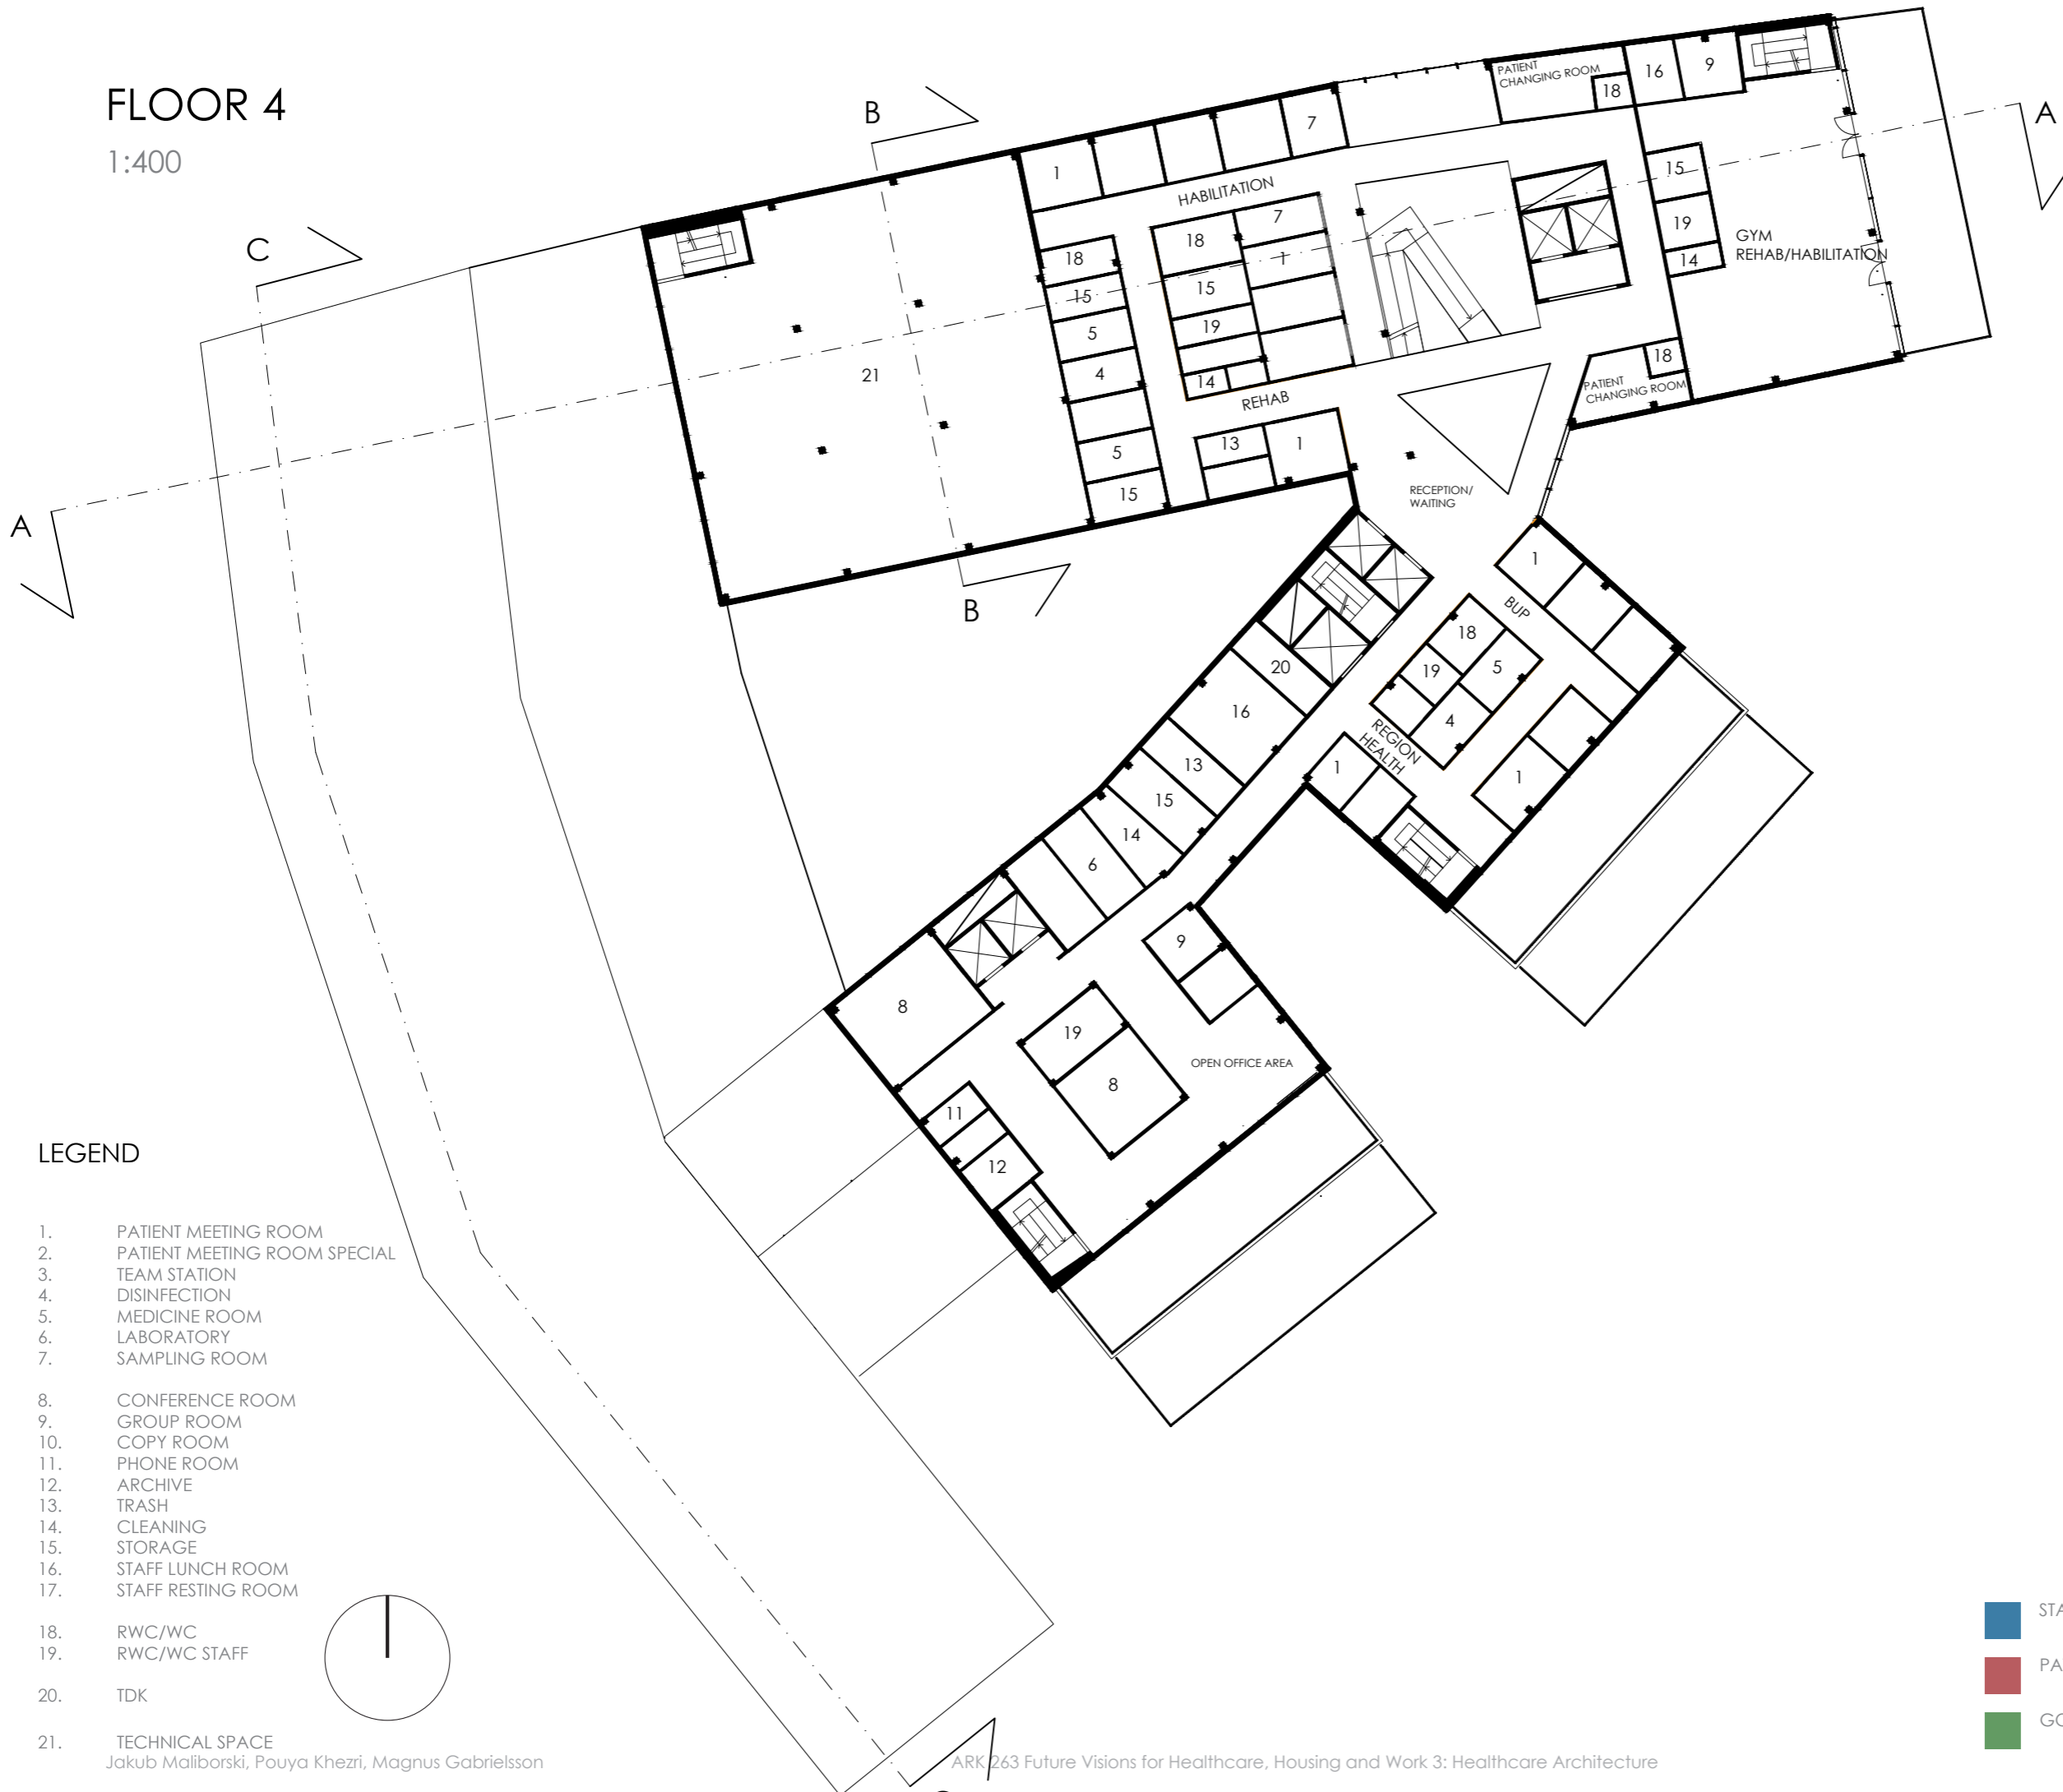 FLOOR 4
1:400
B
C
A
A
B
PATIENT
CHANGING ROOM
18
16
9
7
1
HABILITATION
18
15
5
4
5
15
18
15
19
14
7
1
21
REHAB
13
1
15
19
14
GYM
REHAB/HABILITATION
18
PATIENT
CHANGING ROOM
RECEPTION/
WAITING
1
BUP
18
19
5
4
REGION
HEALTH
1
1
20
16
13
15
14
6
9
8
19
8
OPEN OFFICE AREA
11
12
LEGEND
1. PATIENT MEETING ROOM
2. PATIENT MEETING ROOM SPECIAL
3. TEAM STATION
4. DISINFECTION
5. MEDICINE ROOM
6. LABORATORY
7. SAMPLING ROOM
8. CONFERENCE ROOM
9. GROUP ROOM
10. COPY ROOM
11. PHONE ROOM
12. ARCHIVE
13. TRASH
14. CLEANING
15. STORAGE
16. STAFF LUNCH ROOM
17. STAFF RESTING ROOM
18. RWC/WC
19. RWC/WC STAFF
20. TDK
21. TECHNICAL SPACE
STA
PA
GO
Jakub Maliborski, Pouya Khezri, Magnus Gabrielsson
ARK 263 Future Visions for Healthcare, Housing and Work 3: Healthcare Architecture